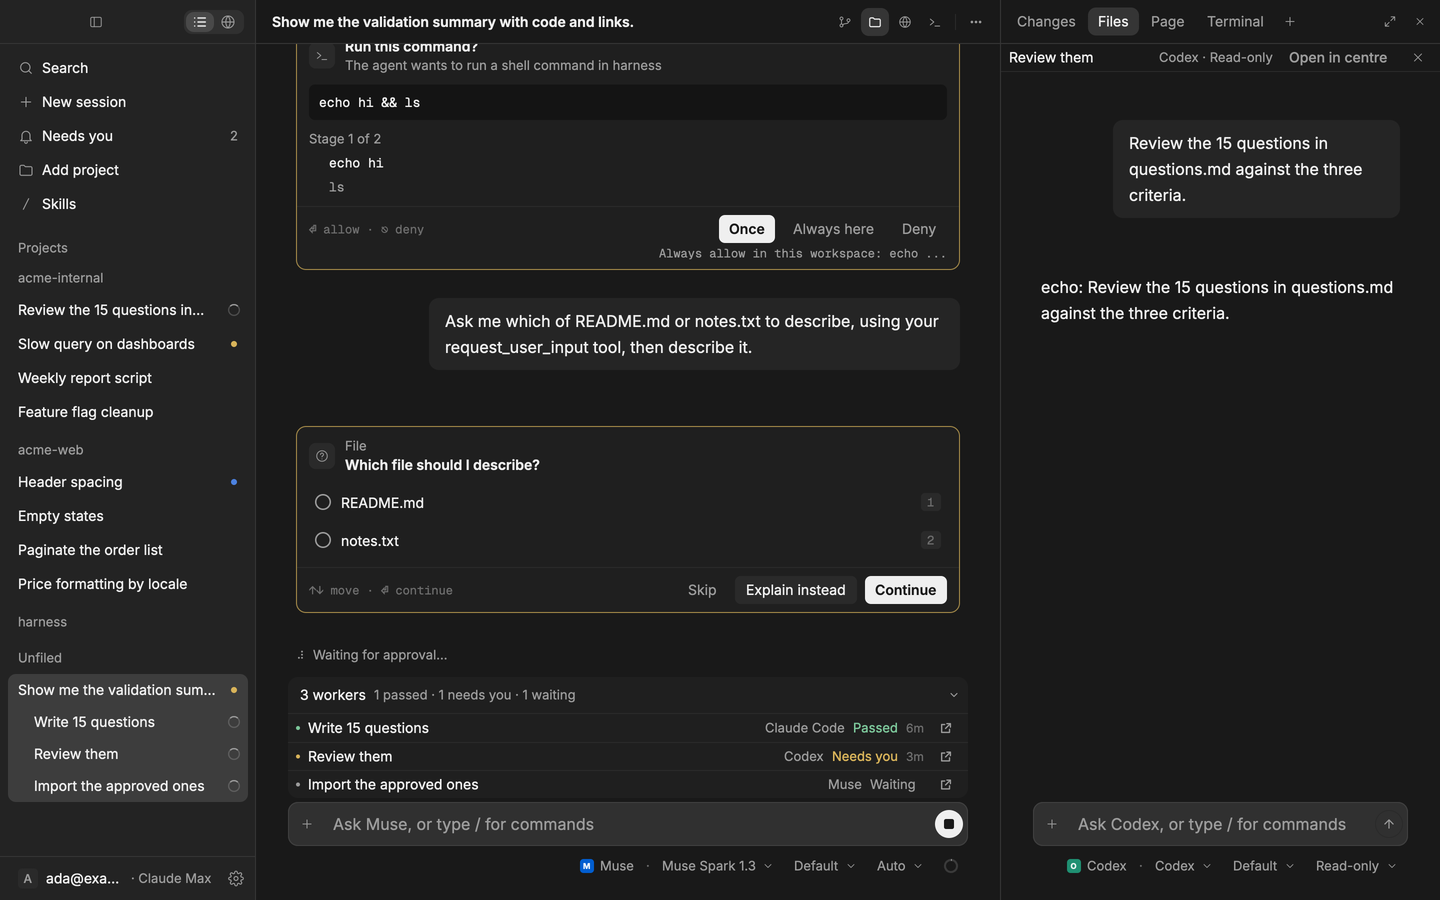 Show me the validation summary with code and links.
Changes
Files
Page
Terminal
Search
New session
Needs you
2
Add project
/
Skills
Projects
acme-internal
Review the 15 questions in...
Slow query on dashboards
Weekly report script
Feature flag cleanup
acme-web
Header spacing
Empty states
Paginate the order list
Price formatting by locale
harness
Unfiled
Show me the validation sum...
Write 15 questions
Review them
Import the approved ones
A
ada@exa...
· Claude Max
Run this command?
The agent wants to run a shell command in harness
echo hi && ls
Stage 1 of 2
echo hi
ls
allow · deny
Once
Always here
Deny
Always allow in this workspace: echo ...
Ask me which of README.md or notes.txt to describe, using your
request_user_input tool, then describe it.
File
Which file should I describe?
README.md
1
notes.txt
2
move · continue
Skip
Explain instead
Continue
Waiting for approval...
3 workers 1 passed · 1 needs you · 1 waiting
Write 15 questions
Claude Code Passed 6m
Review them
Codex Needs you 3m
Import the approved ones
Muse Waiting
Ask Muse, or type / for commands
M Muse · Muse Spark 1.3
Default
Auto
Review them
Codex · Read-only
Open in centre
Review the 15 questions in
questions.md against the three
criteria.
echo: Review the 15 questions in questions.md
against the three criteria.
Ask Codex, or type / for commands
O Codex · Codex
Default
Read-only